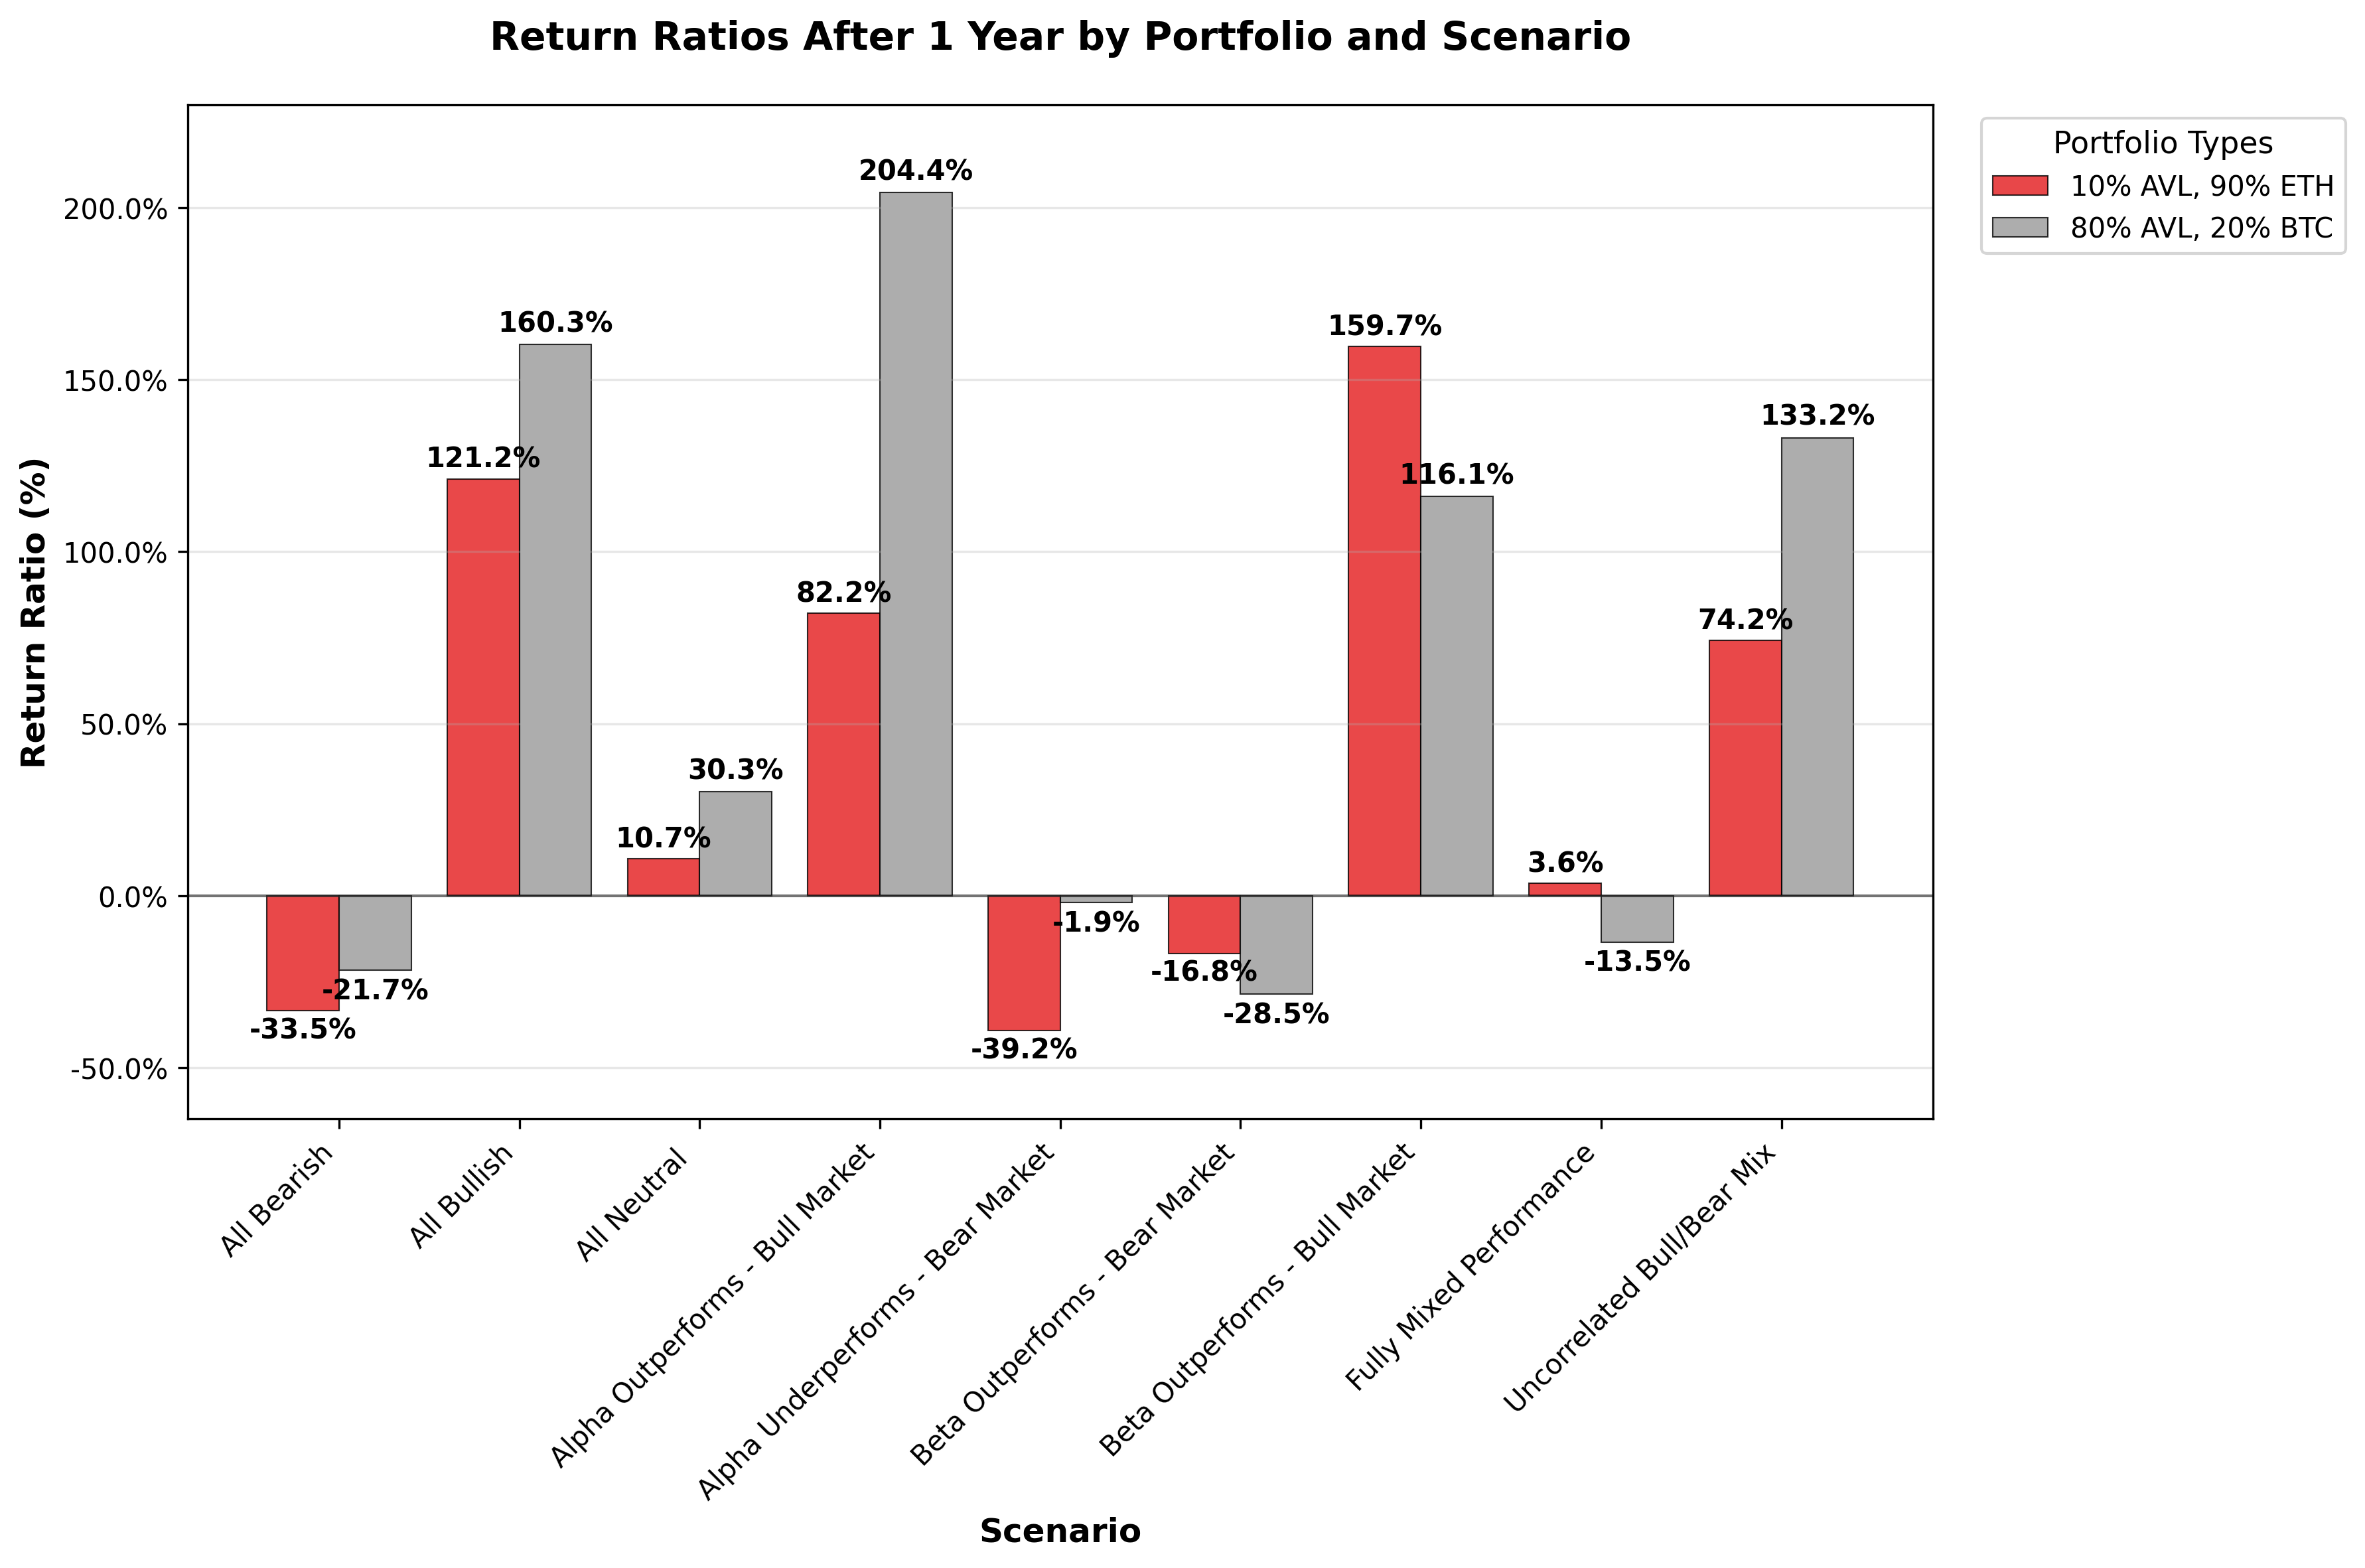 Return Ratios After 1 Year by Portfolio and Scenario
Portfolio Types
10% AVL, 90% ETH
80% AVL, 20% BTC
Return Ratio (%)
200.0%
150.0%
100.0%
50.0%
0.0%
-50.0%
-33.5%
-21.7%
121.2%
160.3%
10.7%
30.3%
82.2%
204.4%
-39.2%
-1.9%
-16.8%
-28.5%
159.7%
116.1%
3.6%
-13.5%
74.2%
133.2%
All Bearish
All Bullish
All Neutral
Alpha Outperforms - Bull Market
Alpha Underperforms - Bear Market
Beta Outperforms - Bear Market
Beta Outperforms - Bull Market
Fully Mixed Performance
Uncorrelated Bull/Bear Mix
Scenario